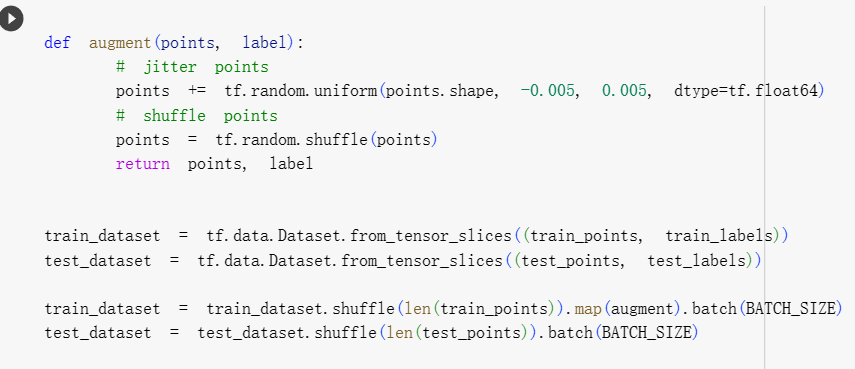 def augment(points, label):
# jitter points
points += tf.random.uniform(points.shape, -0.005, 0.005, dtype=tf.float64)
# shuffle points
points = tf.random.shuffle(points)
return points, label
train_dataset = tf.data.Dataset.from_tensor_slices((train_points, train_labels))
test_dataset = tf.data.Dataset.from_tensor_slices((test_points, test_labels))
train_dataset = train_dataset.shuffle(len(train_points)).map(augment).batch(BATCH_SIZE)
test_dataset = test_dataset.shuffle(len(test_points)).batch(BATCH_SIZE)